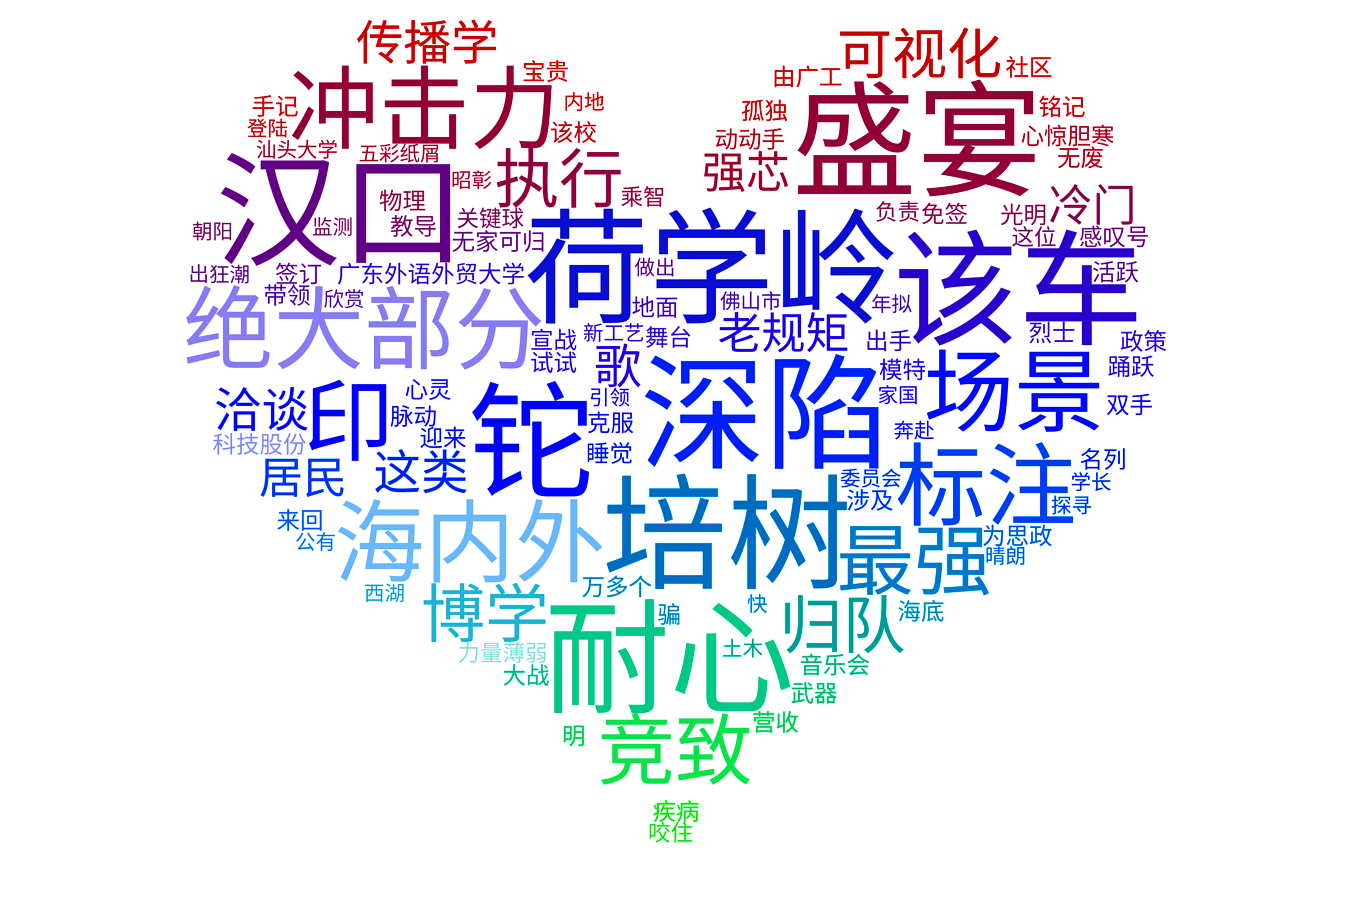 传播学
可视化
宝贵
由广工
社区
冲击力
盛宴
手记
内地
孤独
铭记
登陆
该校
动动手
心惊胆寒
汕头大学
五彩纸屑
无废
汉口
执行
强芯
昭彰
物理
乘智
冷门
朝阳
监测
教导
关键球
负责
免签
光明
无家可归
荷学岭
这位
感叹号
该车
出狂潮
签订
广东外语外贸大学
做出
活跃
带领
欣赏
地面
佛山市
年拟
绝大部分
宣战
新工艺
舞台
老规矩
出手
烈士
政策
试试
歌
模特
踊跃
场景
洽谈
印
心灵
引领
深陷
家国
双手
脉动
铊
克服
科技股份
迎来
睡觉
奔赴
居民
这类
委员会
标注
名列
学长
涉及
探寻
来回
海内外
培树
公有
最强
为思政
晴朗
西湖
万多个
博学
骗
快
归队
海底
力量薄弱
耐心
土木
大战
音乐会
武器
明
竞致
营收
疾病
咬住